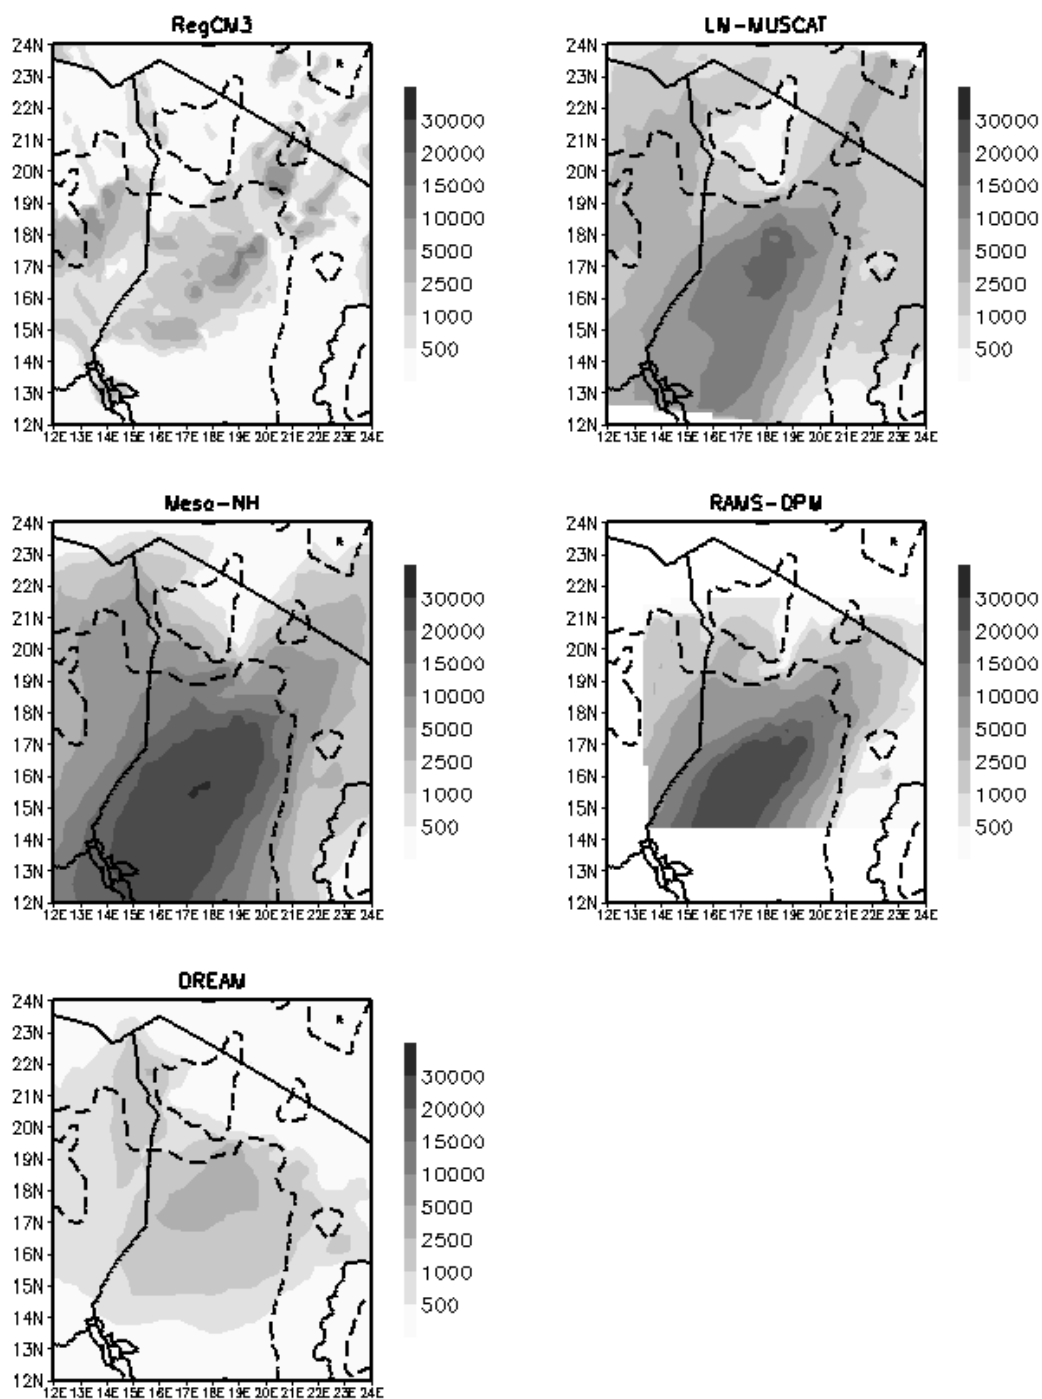 RegCM3
24N
23N
22N
21N
20N
19N
18N
17N
16N
15N
14N
13N
12N
12E 13E 14E 15E 16E 17E 18E 19E 20E 21E 22E 23E 24E
30000
20000
15000
10000
5000
2500
1000
500
LM-MUSCAT
24N
23N
22N
21N
20N
19N
18N
17N
16N
15N
14N
13N
12N
12E 13E 14E 15E 16E 17E 18E 19E 20E 21E 22E 23E 24E
30000
20000
15000
10000
5000
2500
1000
500
Meso-NH
24N
23N
22N
21N
20N
19N
18N
17N
16N
15N
14N
13N
12N
12E 13E 14E 15E 16E 17E 18E 19E 20E 21E 22E 23E 24E
30000
20000
15000
10000
5000
2500
1000
500
RAMS-DPM
24N
23N
22N
21N
20N
19N
18N
17N
16N
15N
14N
13N
12N
12E 13E 14E 15E 16E 17E 18E 19E 20E 21E 22E 23E 24E
30000
20000
15000
10000
5000
2500
1000
500
DREAM
24N
23N
22N
21N
20N
19N
18N
17N
16N
15N
14N
13N
12N
12E 13E 14E 15E 16E 17E 18E 19E 20E 21E 22E 23E 24E
30000
20000
15000
10000
5000
2500
1000
500